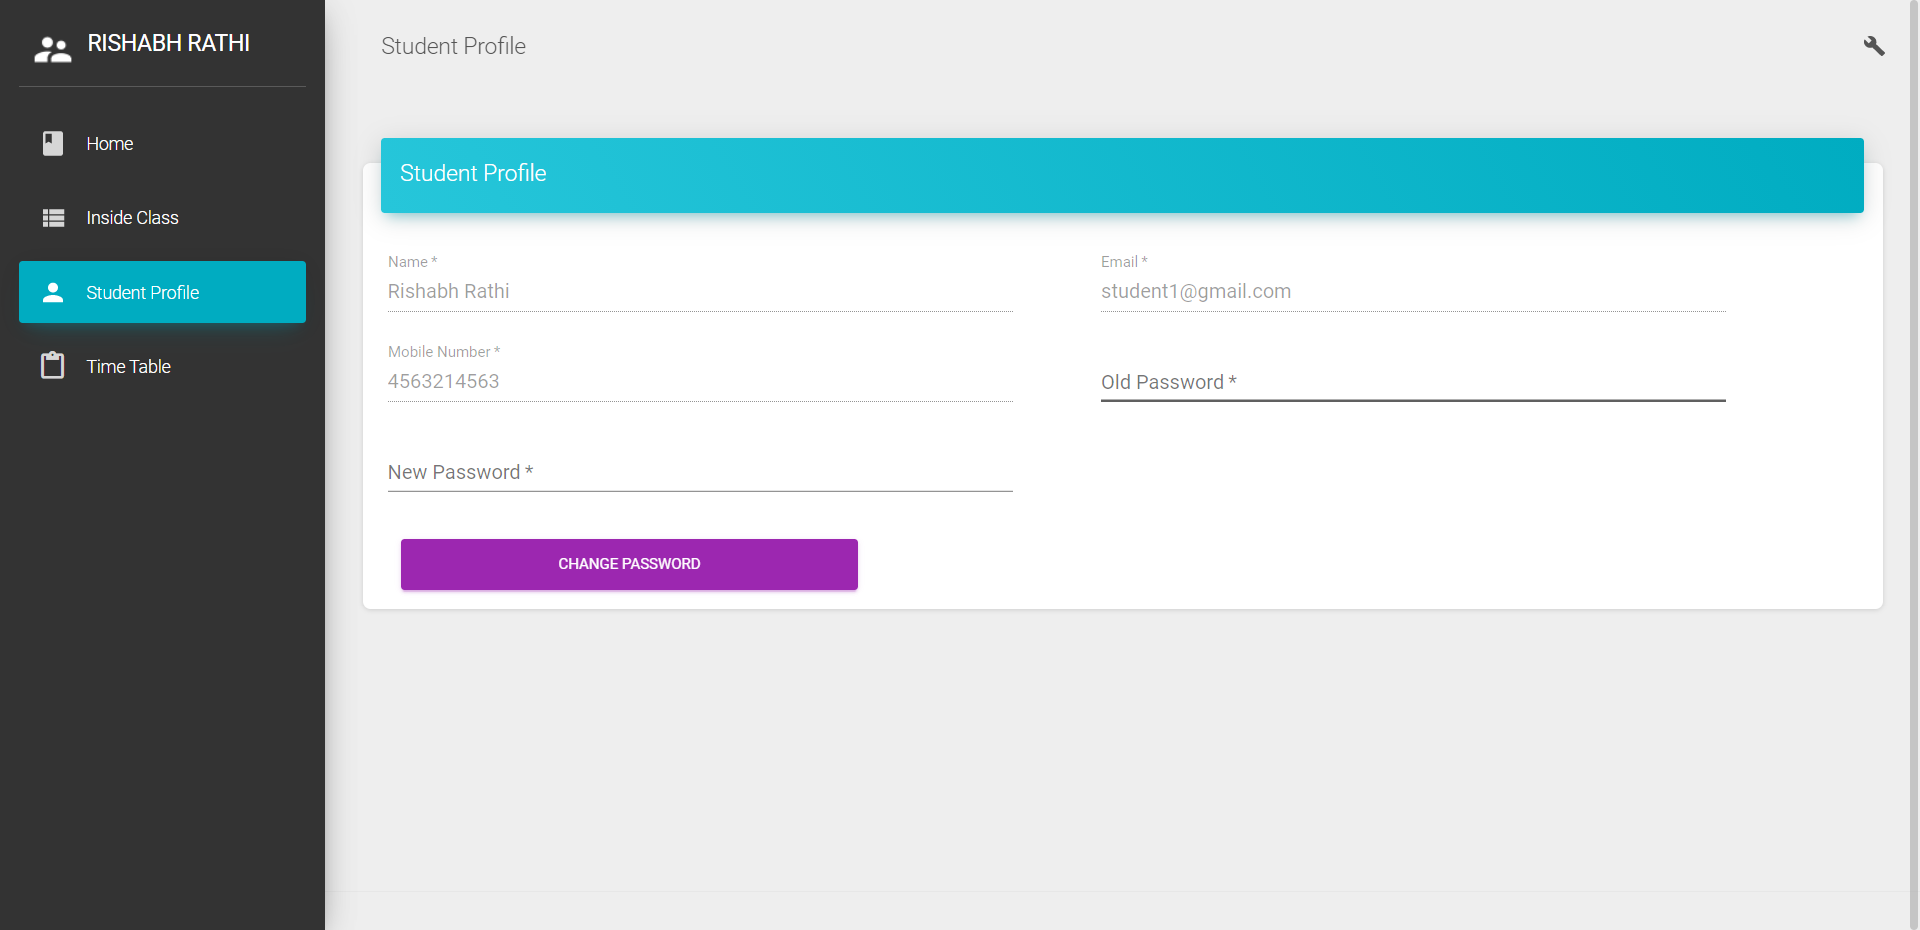 RISHABH RATHI
Home
Inside Class
Student Profile
Time Table
Student Profile
Student Profile
Name *
Rishabh Rathi
Email *
student1@gmail.com
Mobile Number *
4563214563
Old Password *
New Password *
CHANGE PASSWORD